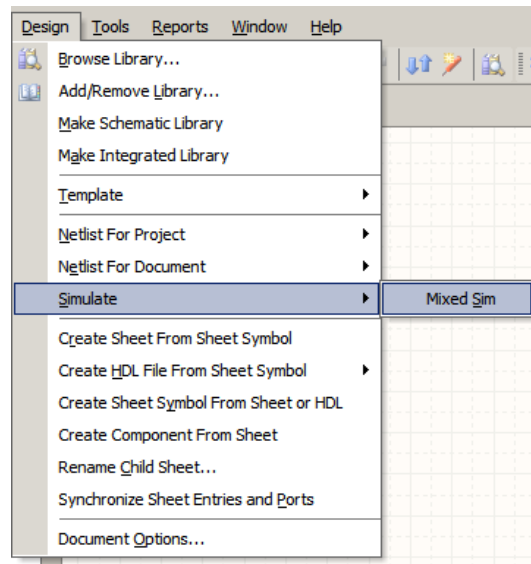 Design Tools Reports Window Help
Browse Library...
Add/Remove Library...
Make Schematic Library
Make Integrated Library
Template
Netlist For Project
Netlist For Document
Simulate Mixed Sim
Create Sheet From Sheet Symbol
Create HDL File From Sheet Symbol
Create Sheet Symbol From Sheet or HDL
Create Component From Sheet
Rename Child Sheet...
Synchronize Sheet Entries and Ports
Document Options...